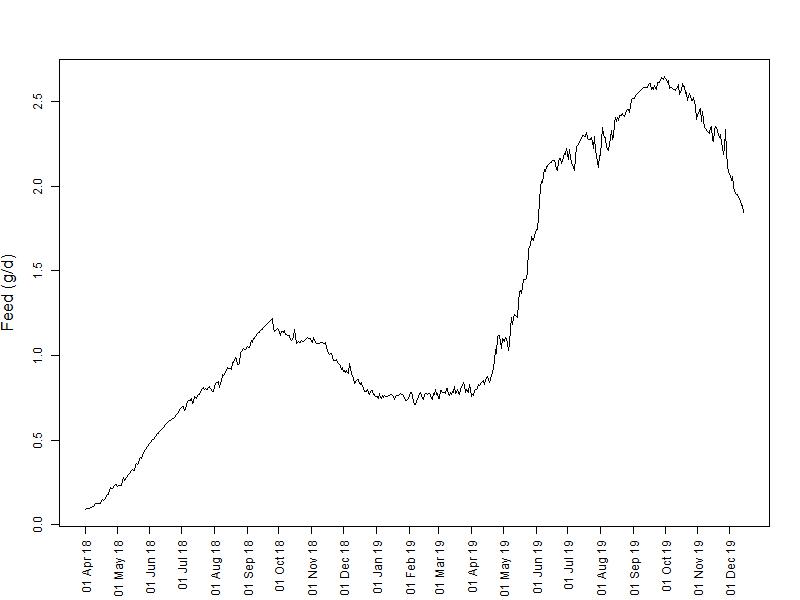 Feed (g/d)
2.5
2.0
1.5
1.0
0.5
0.0
01 Apr 18
01 May 18
01 Jun 18
01 Jul 18
01 Aug 18
01 Sep 18
01 Oct 18
01 Nov 18
01 Dec 18
01 Jan 19
01 Feb 19
01 Mar 19
01 Apr 19
01 May 19
01 Jun 19
01 Jul 19
01 Aug 19
01 Sep 19
01 Oct 19
01 Nov 19
01 Dec 19